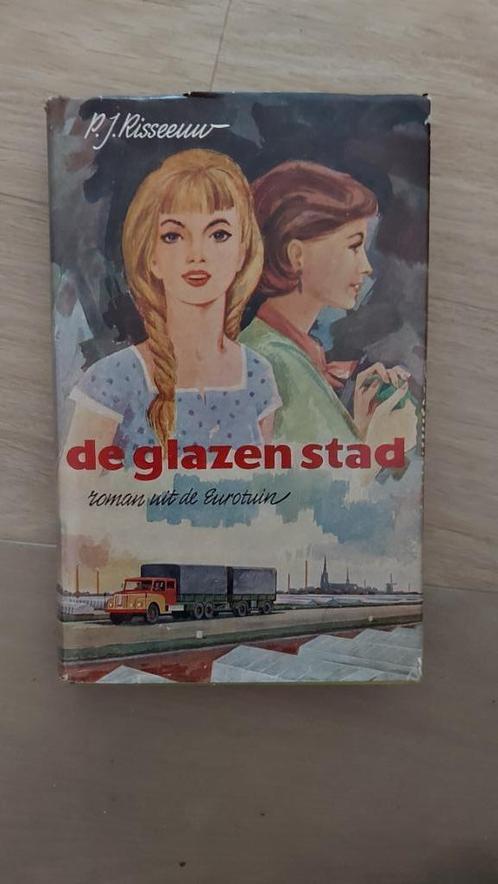 P.J. Risseeuw
de glazen stad
roman uit de Eurotuin